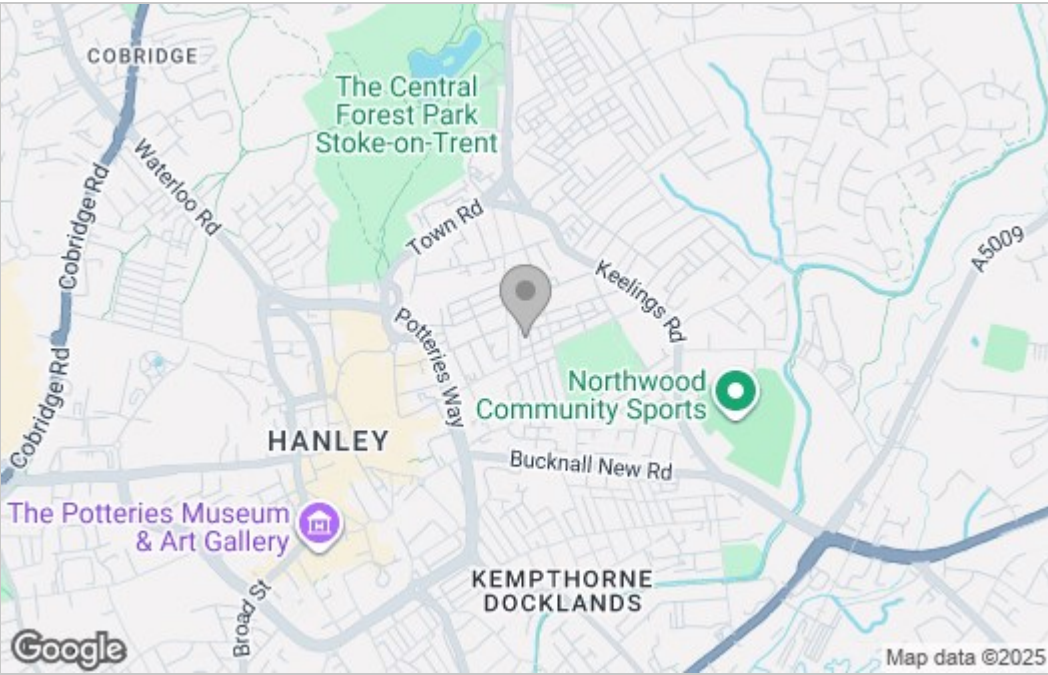 COBRIDGE
The Central
Forest Park
Stoke-on-Trent
Waterloo Rd
Cobridge Rd
Town Rd
A5009
Keelings Rd
Potteries Way
Cobridge Rd
Northwood
Community Sports
HANLEY
Bucknall New Rd
The Potteries Museum
& Art Gallery
KEMPTHORNE
DOCKLANDS
Broad St
Google
Map data ©2025